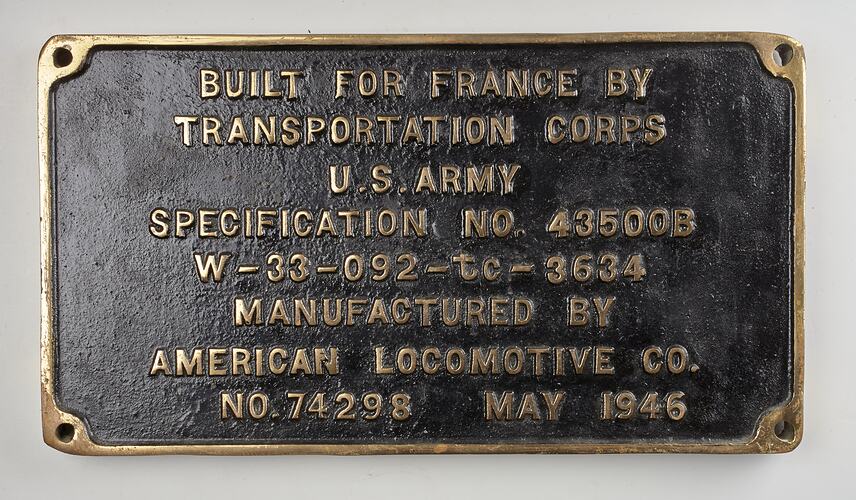 BUILT FOR FRANCE BY
TRANSPORTATION CORPS
U.S. ARMY
SPECIFICATION NO. 43500B
W-33-092-tc-3634
MANUFACTURED BY
AMERICAN LOCOMOTIVE CO.
NO. 74298 MAY 1946